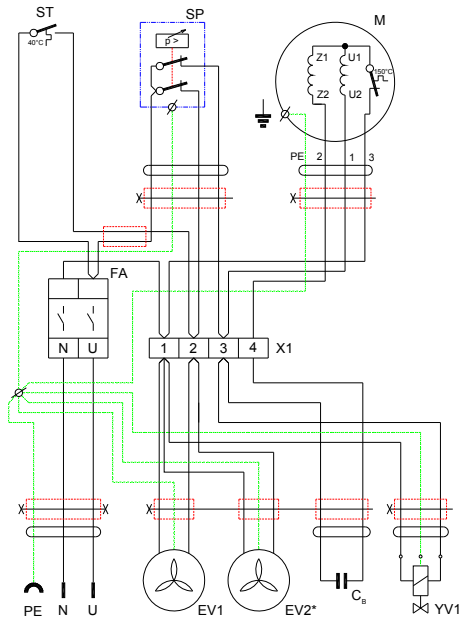 ST
SP
M
40°C
p >
Z1 U1
150°C
Z2 U2
PE 2 1 3
FA
N U
1 2 3 4 X1
PE N U
EV1 EV2* C_B YV1